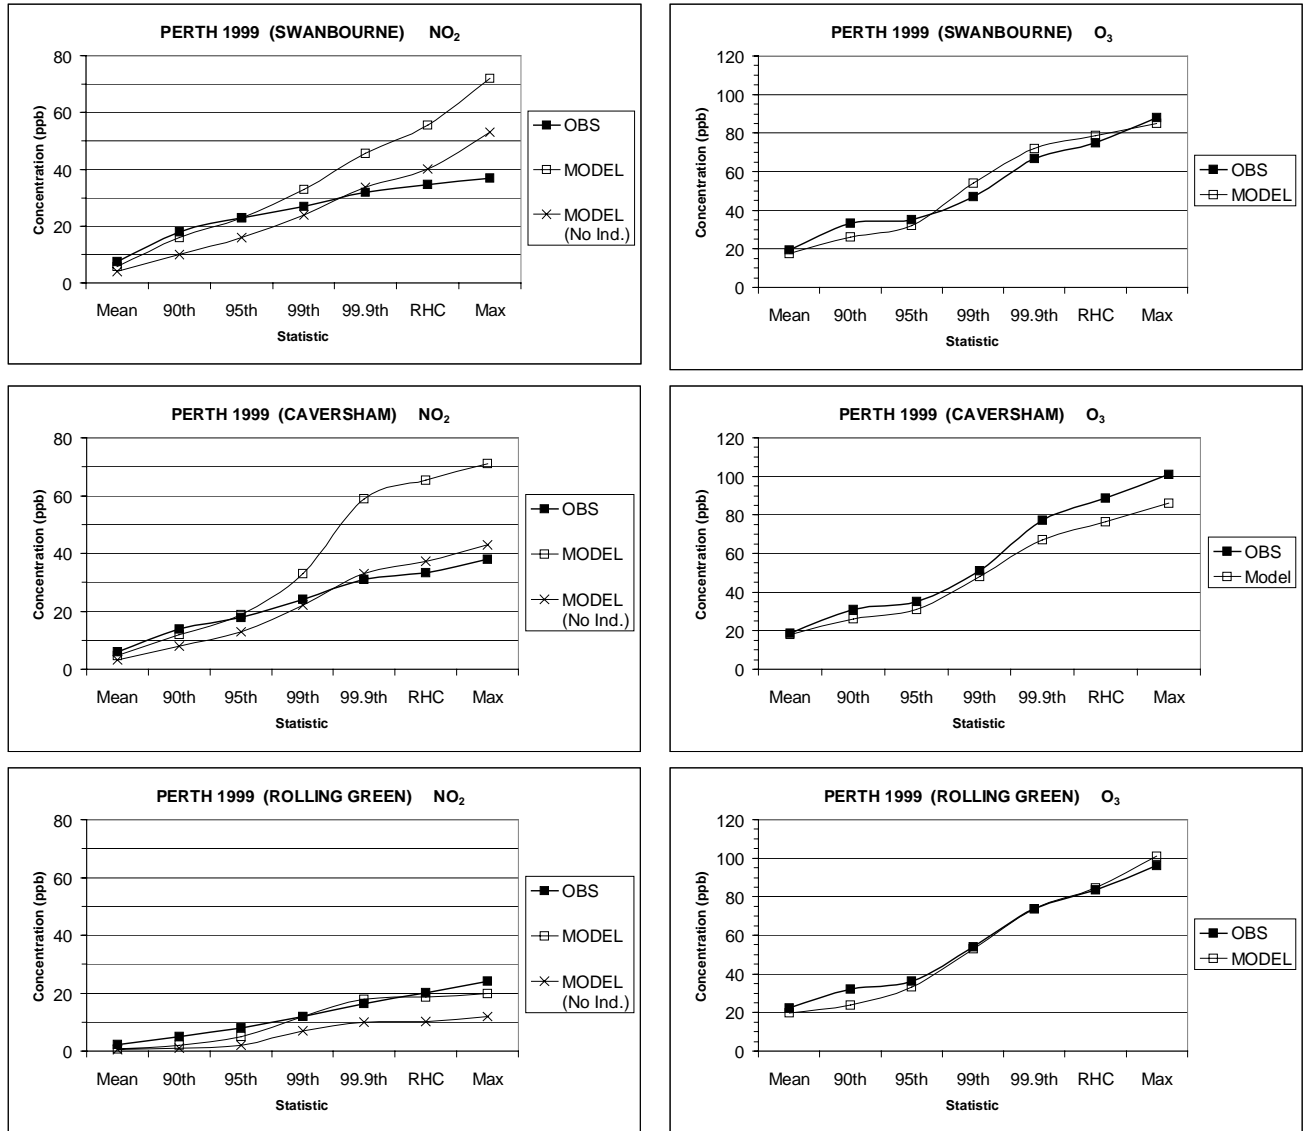 PERTH 1999 (SWANBOURNE) NO2
Concentration (ppb)
80
60
40
20
0
Mean 90th 95th 99th 99.9th RHC Max
Statistic
OBS
MODEL
MODEL
(No Ind.)
PERTH 1999 (SWANBOURNE) O3
Concentration (ppb)
120
100
80
60
40
20
0
Mean 90th 95th 99th 99.9th RHC Max
Statistic
OBS
MODEL
PERTH 1999 (CAVERSHAM) NO2
Concentration (ppb)
80
60
40
20
0
Mean 90th 95th 99th 99.9th RHC Max
Statistic
OBS
MODEL
MODEL
(No Ind.)
PERTH 1999 (CAVERSHAM) O3
Concentration (ppb)
120
100
80
60
40
20
0
Mean 90th 95th 99th 99.9th RHC Max
Statistic
OBS
Model
PERTH 1999 (ROLLING GREEN) NO2
Concentration (ppb)
80
60
40
20
0
Mean 90th 95th 99th 99.9th RHC Max
Statistic
OBS
MODEL
MODEL
(No Ind.)
PERTH 1999 (ROLLING GREEN) O3
Concentration (ppb)
120
100
80
60
40
20
0
Mean 90th 95th 99th 99.9th RHC Max
Statistic
OBS
MODEL